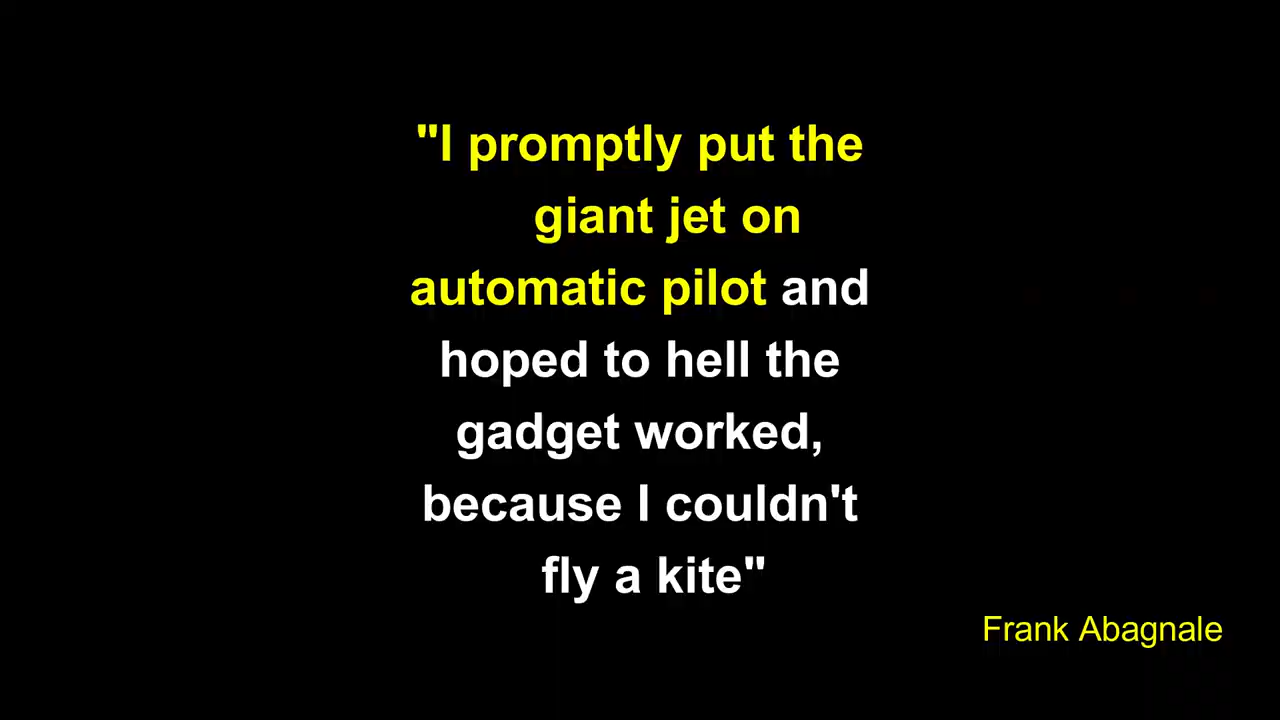 "I promptly put the
giant jet on
automatic pilot and
hoped to hell the
gadget worked,
because I couldn't
fly a kite"
Frank Abagnale